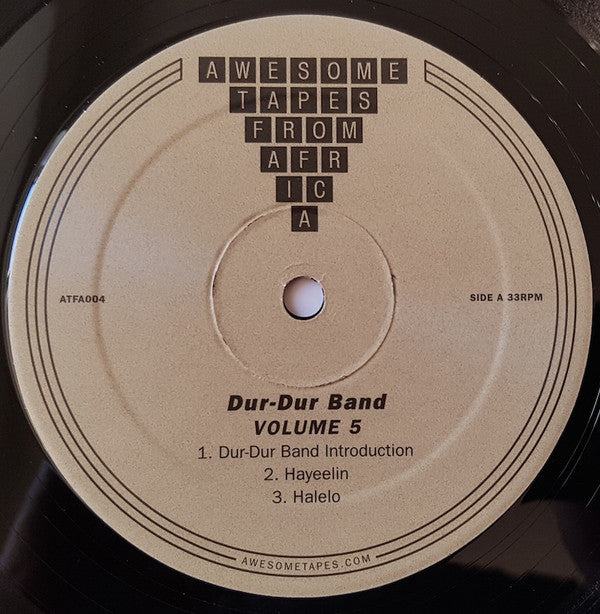 AWESOME
TAPES
FROM
AFR
IC
A
ATFA004
SIDE A 33RPM
Dur-Dur Band
VOLUME 5
1. Dur-Dur Band Introduction
2. Hayeelin
3. Halelo
AWESOMETAPES.COM